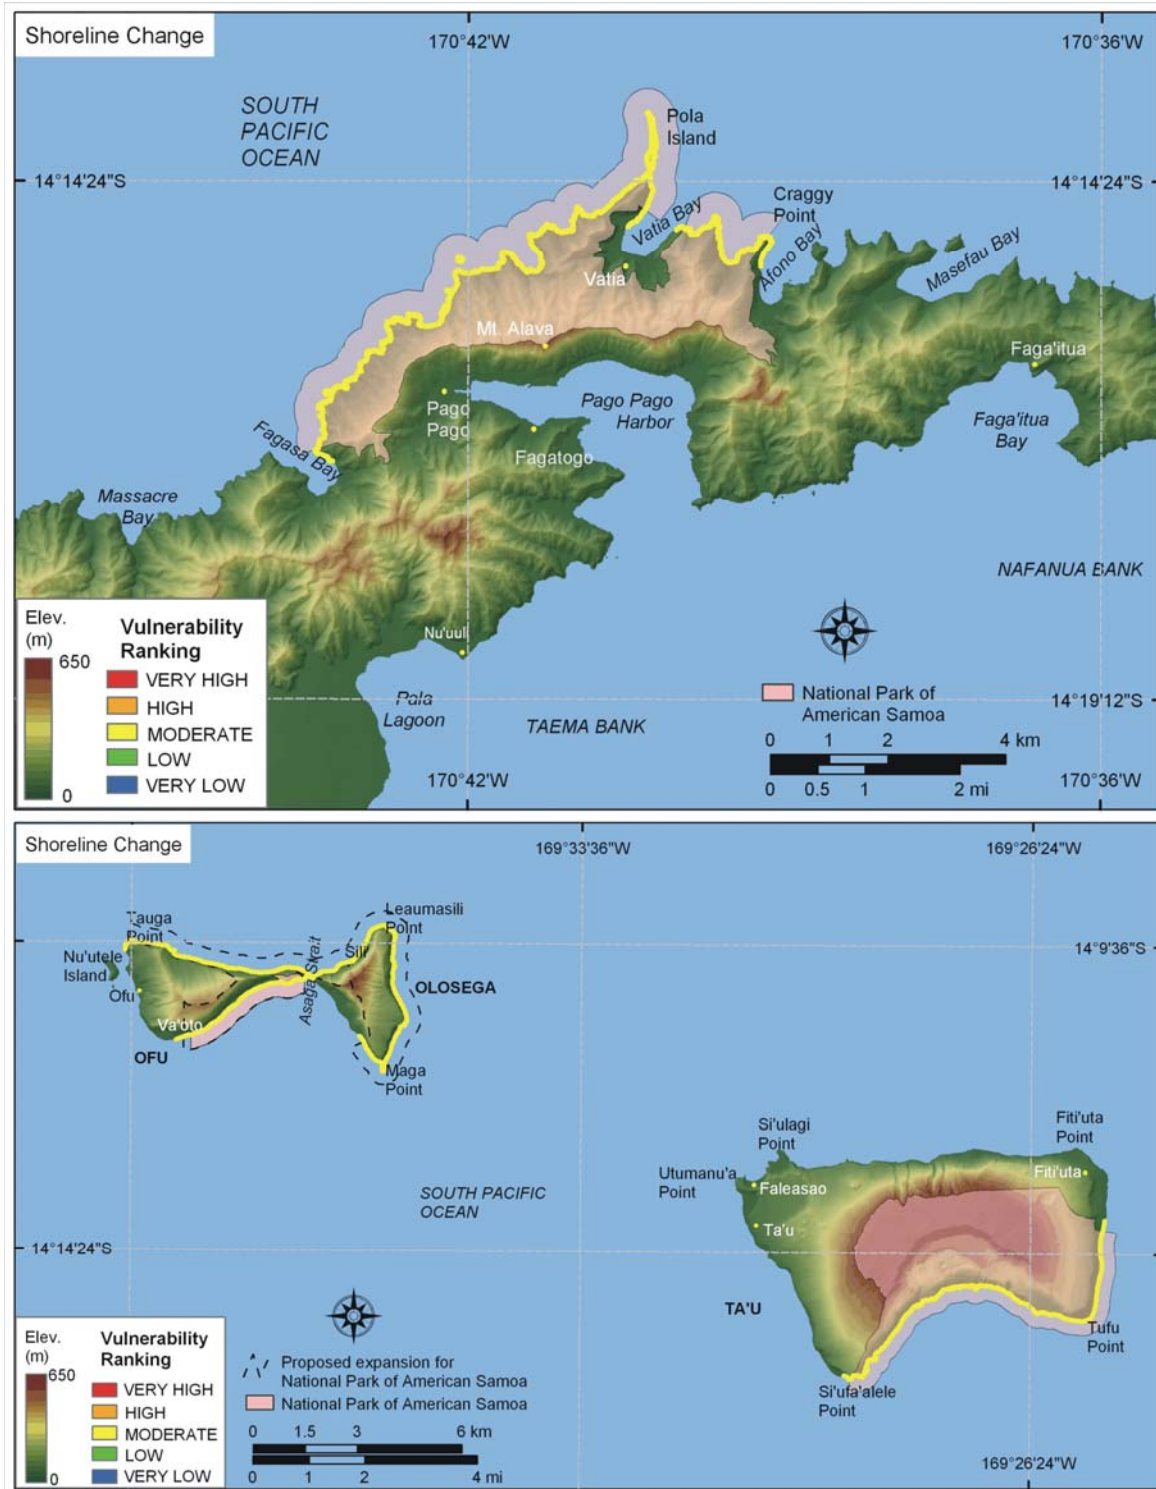 Shoreline Change
170°42'W
170°36'W
SOUTH
PACIFIC
OCEAN
Pola
Island
14°14'24"S
14°14'24"S
Craggy
Point
Vatia Bay
Afono Bay
Masefau Bay
Vatia
Mt. Alava
Faga'itua
Pago
Pago
Pago Pago
Harbor
Faga'itua
Bay
Fagatogo
Fagasa Bay
Massacre
Bay
NAFANUA BANK
Elev.
(m)
650
0
Vulnerability
Ranking
VERY HIGH
HIGH
MODERATE
LOW
VERY LOW
Nu'uuli
Pala
Lagoon
TAEMA BANK
National Park of
American Samoa
14°19'12"S
0 1 2 4 km
0 0.5 1 2 mi
170°42'W
170°36'W
Shoreline Change
169°33'36"W
169°26'24"W
Tauga
Point
Leaumasili
Point
Nu'utele
Island
Sili
Asaga Strait
14°9'36"S
Ofu
OLOSEGA
Va'oto
OFU
Maga
Point
Si'ulagi
Point
Fiti'uta
Point
Utumanu'a
Point
Faleasao
Fiti'uta
SOUTH PACIFIC
OCEAN
Ta'u
14°14'24"S
TA'U
Tufu
Point
Si'ufa'alele
Point
Elev.
(m)
650
0
Vulnerability
Ranking
VERY HIGH
HIGH
MODERATE
LOW
VERY LOW
Proposed expansion for
National Park of American Samoa
National Park of American Samoa
0 1.5 3 6 km
0 1 2 4 mi
169°26'24"W